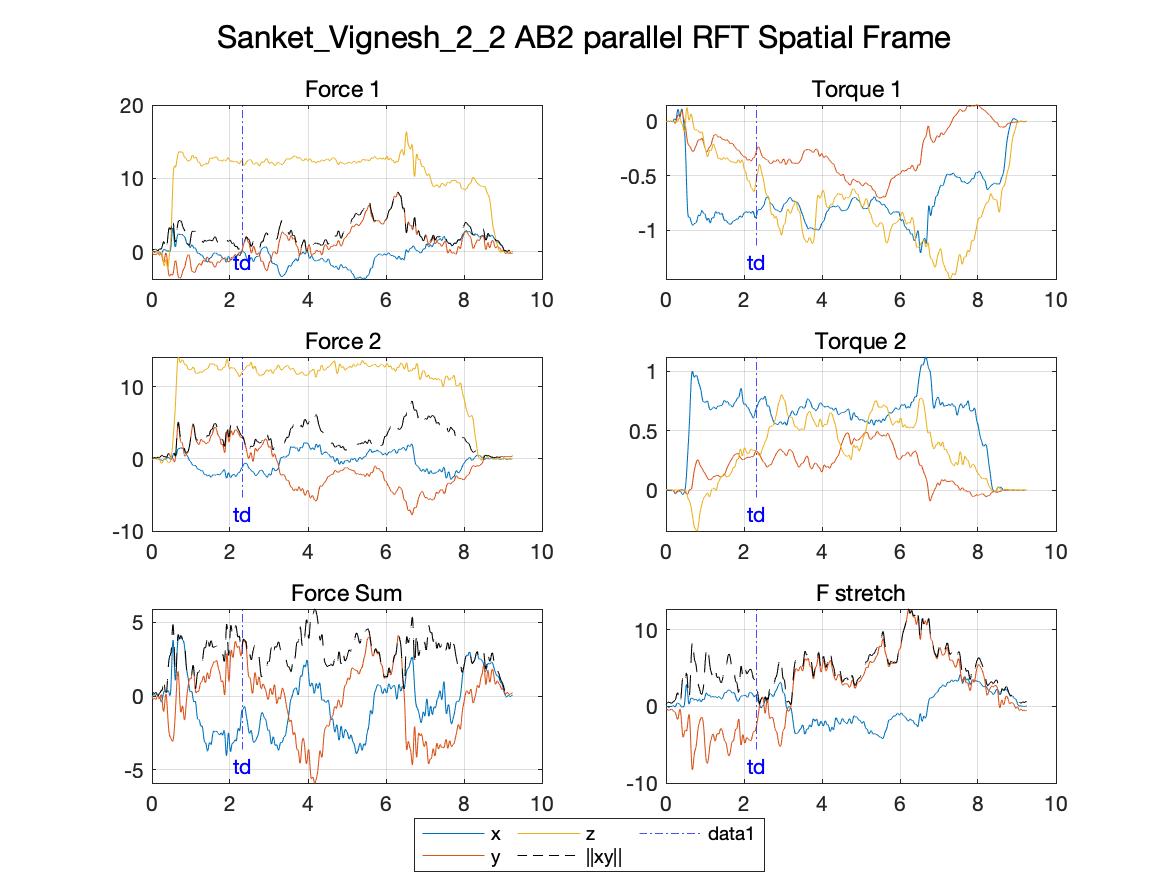 Sanket_Vignesh_2_2 AB2 parallel RFT Spatial Frame
Force 1
20
10
0
td
0 2 4 6 8 10
Torque 1
0
-0.5
-1
td
0 2 4 6 8 10
Force 2
10
0
-10
td
0 2 4 6 8 10
Torque 2
1
0.5
0
td
0 2 4 6 8 10
Force Sum
5
0
-5
td
0 2 4 6 8 10
F stretch
10
0
-10
td
0 2 4 6 8 10
x z data1
y ||xy||